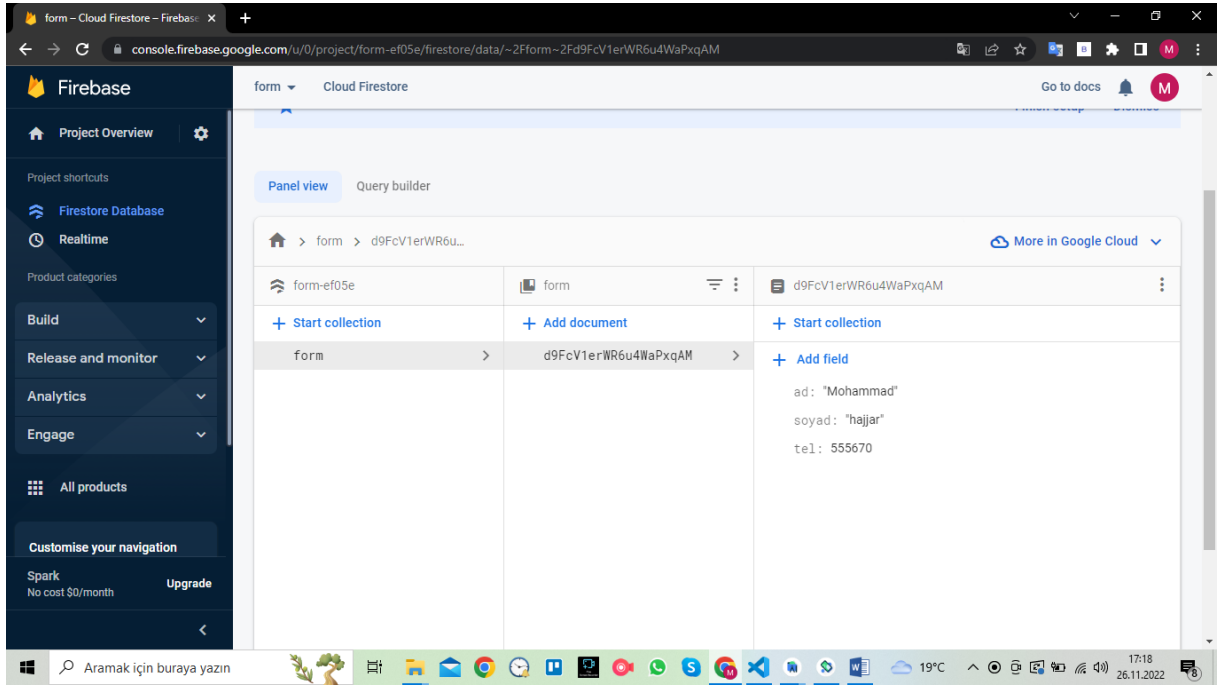 form – Cloud Firestore – Firebase
console.firebase.google.com/u/0/project/form-ef05e/firestore/data/~2Fform~2Fd9FcV1erWR6u4WaPxqAM
M
Firebase
form
Cloud Firestore
Go to docs
M
Project Overview
Project shortcuts
Firestore Database
Realtime
Product categories
Build
Release and monitor
Analytics
Engage
All products
Customise your navigation
Spark
No cost $0/month
Upgrade
Panel view
Query builder
form
d9FcV1erWR6u...
More in Google Cloud
form-ef05e
form
d9FcV1erWR6u4WaPxqAM
Start collection
Add document
Start collection
form
d9FcV1erWR6u4WaPxqAM
Add field
ad: "Mohammad"
soyad: "hajjar"
tel: 555670
Aramak için buraya yazın
19°C
17:18
26.11.2022
8